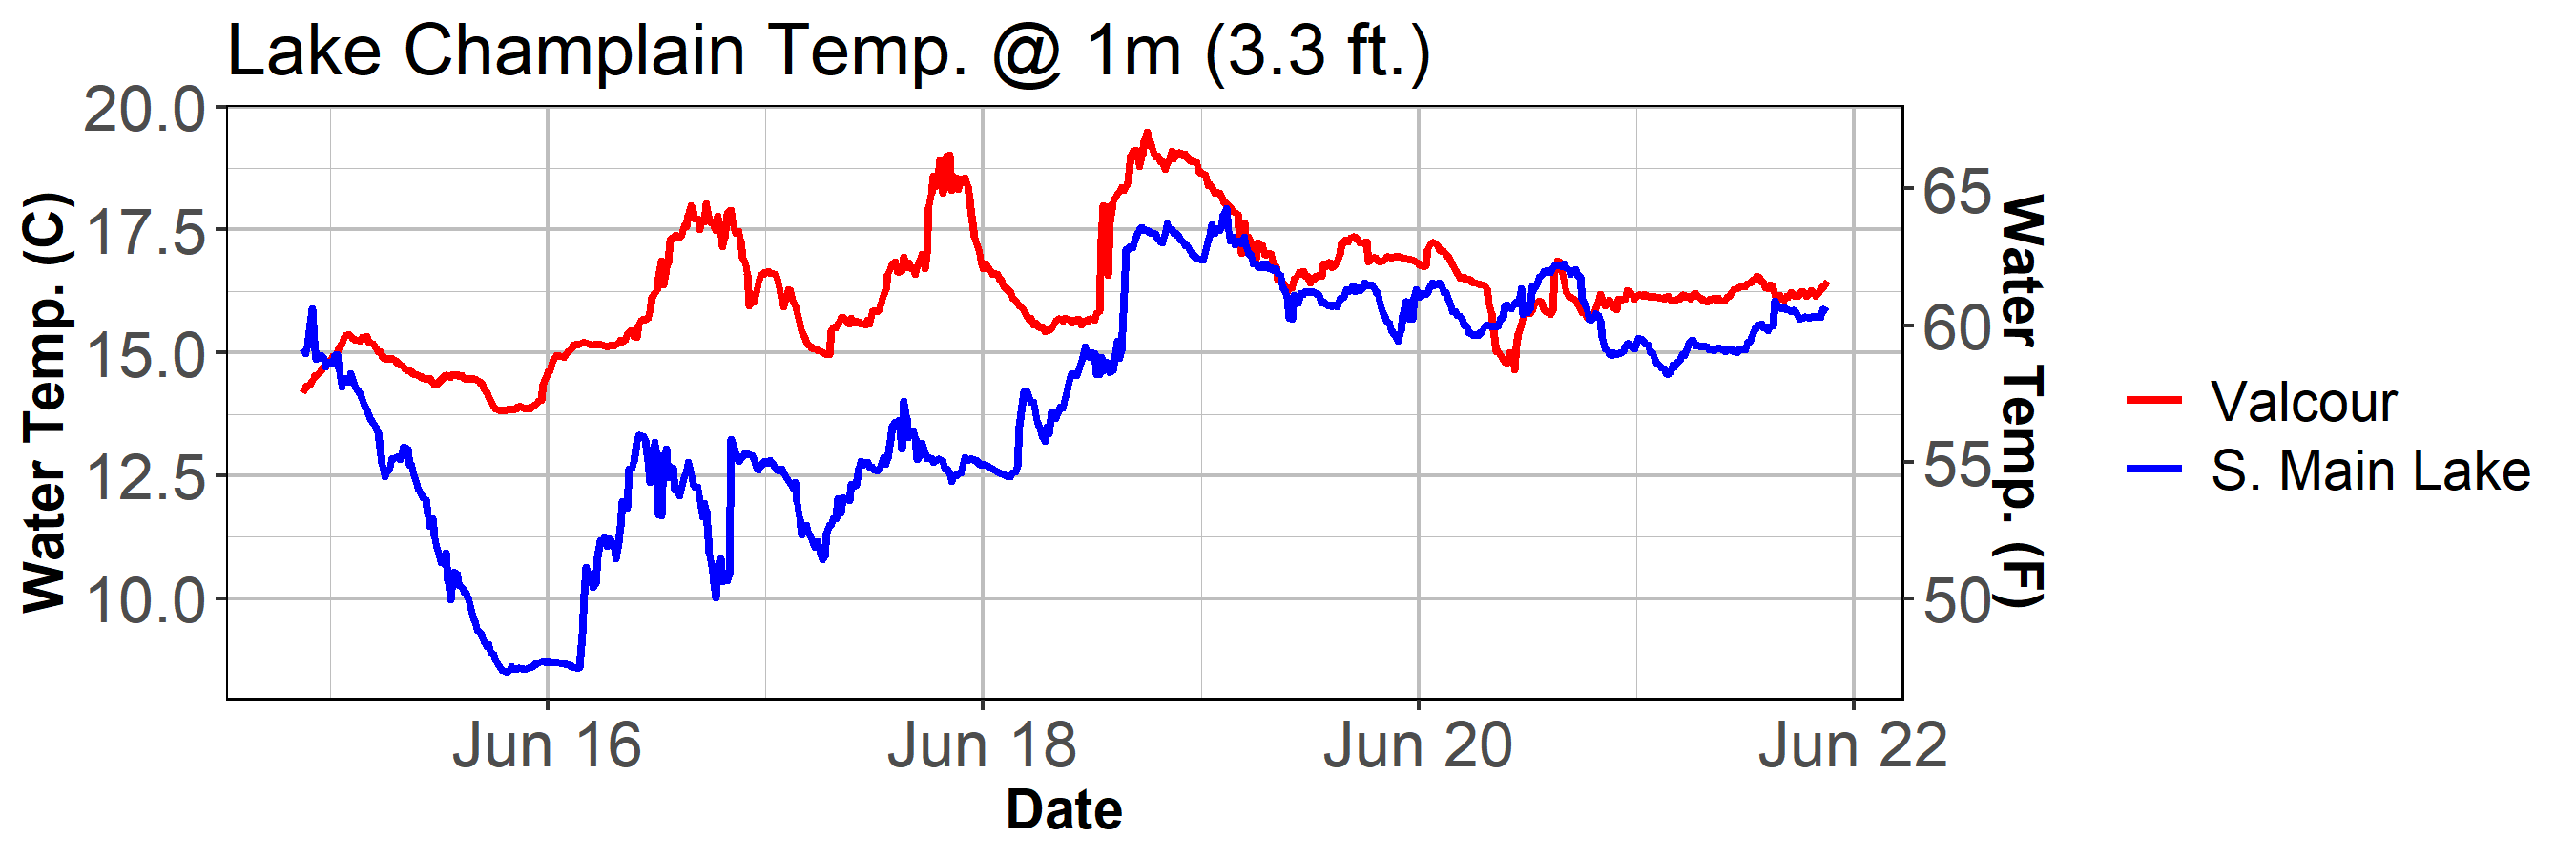 Lake Champlain Temp. @ 1m (3.3 ft.)
Water Temp. (C)
20.0
17.5
15.0
12.5
10.0
65
60
55
50
Water Temp. (F)
Jun 16
Jun 18
Jun 20
Jun 22
Date
Valcour
S. Main Lake